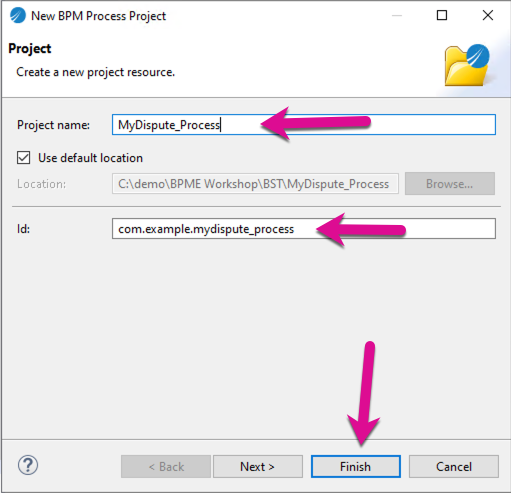 New BPM Process Project
Project
Create a new project resource.
Project name: MyDispute_Process
Use default location
Location: C:\demo\BPME Workshop\BST\MyDispute_Process Browse...
Id: com.example.mydispute_process
? < Back Next > Finish Cancel